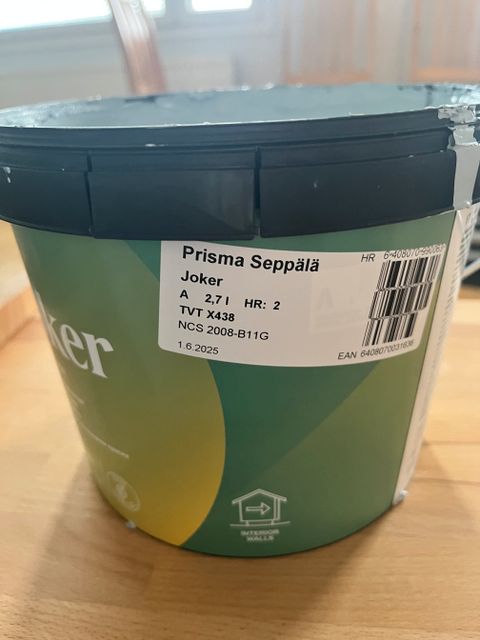 Prisma Seppälä
Joker
A 2,7 l HR: 2
TVT X438
NCS 2008-B11G
1.6.2025
HR
EAN 6408070031636
ker
INTERIOR
WALLS